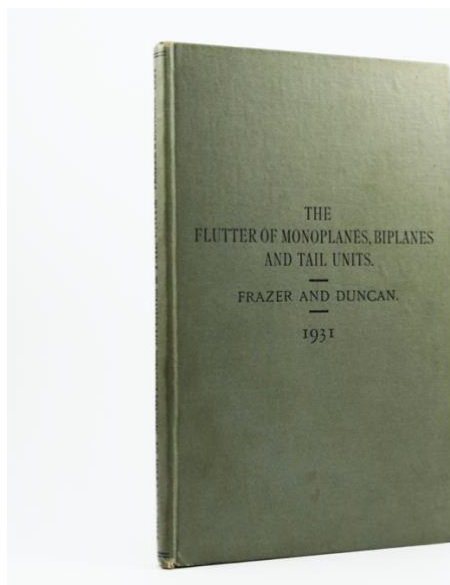 THE
FLUTTER OF MONOPLANES, BIPLANES
AND TAIL UNITS.
FRAZER AND DUNCAN.
1931